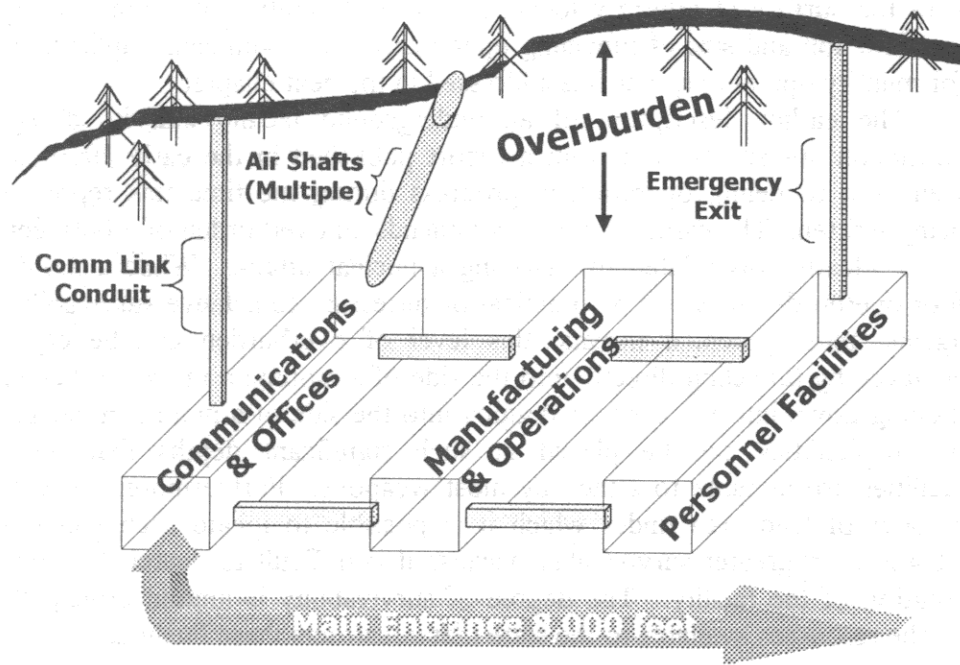 Overburden
Air Shafts
(Multiple)
Emergency
Exit
Comm Link
Conduit
Communications
& Offices
Manufacturing
& Operations
Personnel Facilities
Main Entrance 8,000 feet